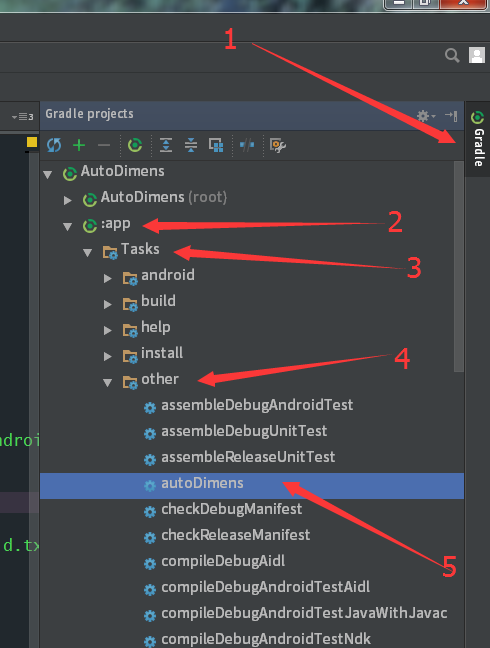 1
3
Gradle projects
Gradle
AutoDimens
AutoDimens (root)
:app
2
Tasks
3
android
build
help
install
4
other
assembleDebugAndroidTest
assembleDebugUnitTest
assembleReleaseUnitTest
ndroi
autoDimens
checkDebugManifest
checkReleaseManifest
d.tx
compileDebugAidl
5
compileDebugAndroidTestAidl
compileDebugAndroidTestJavaWithJavac
compileDebugAndroidTestNdk